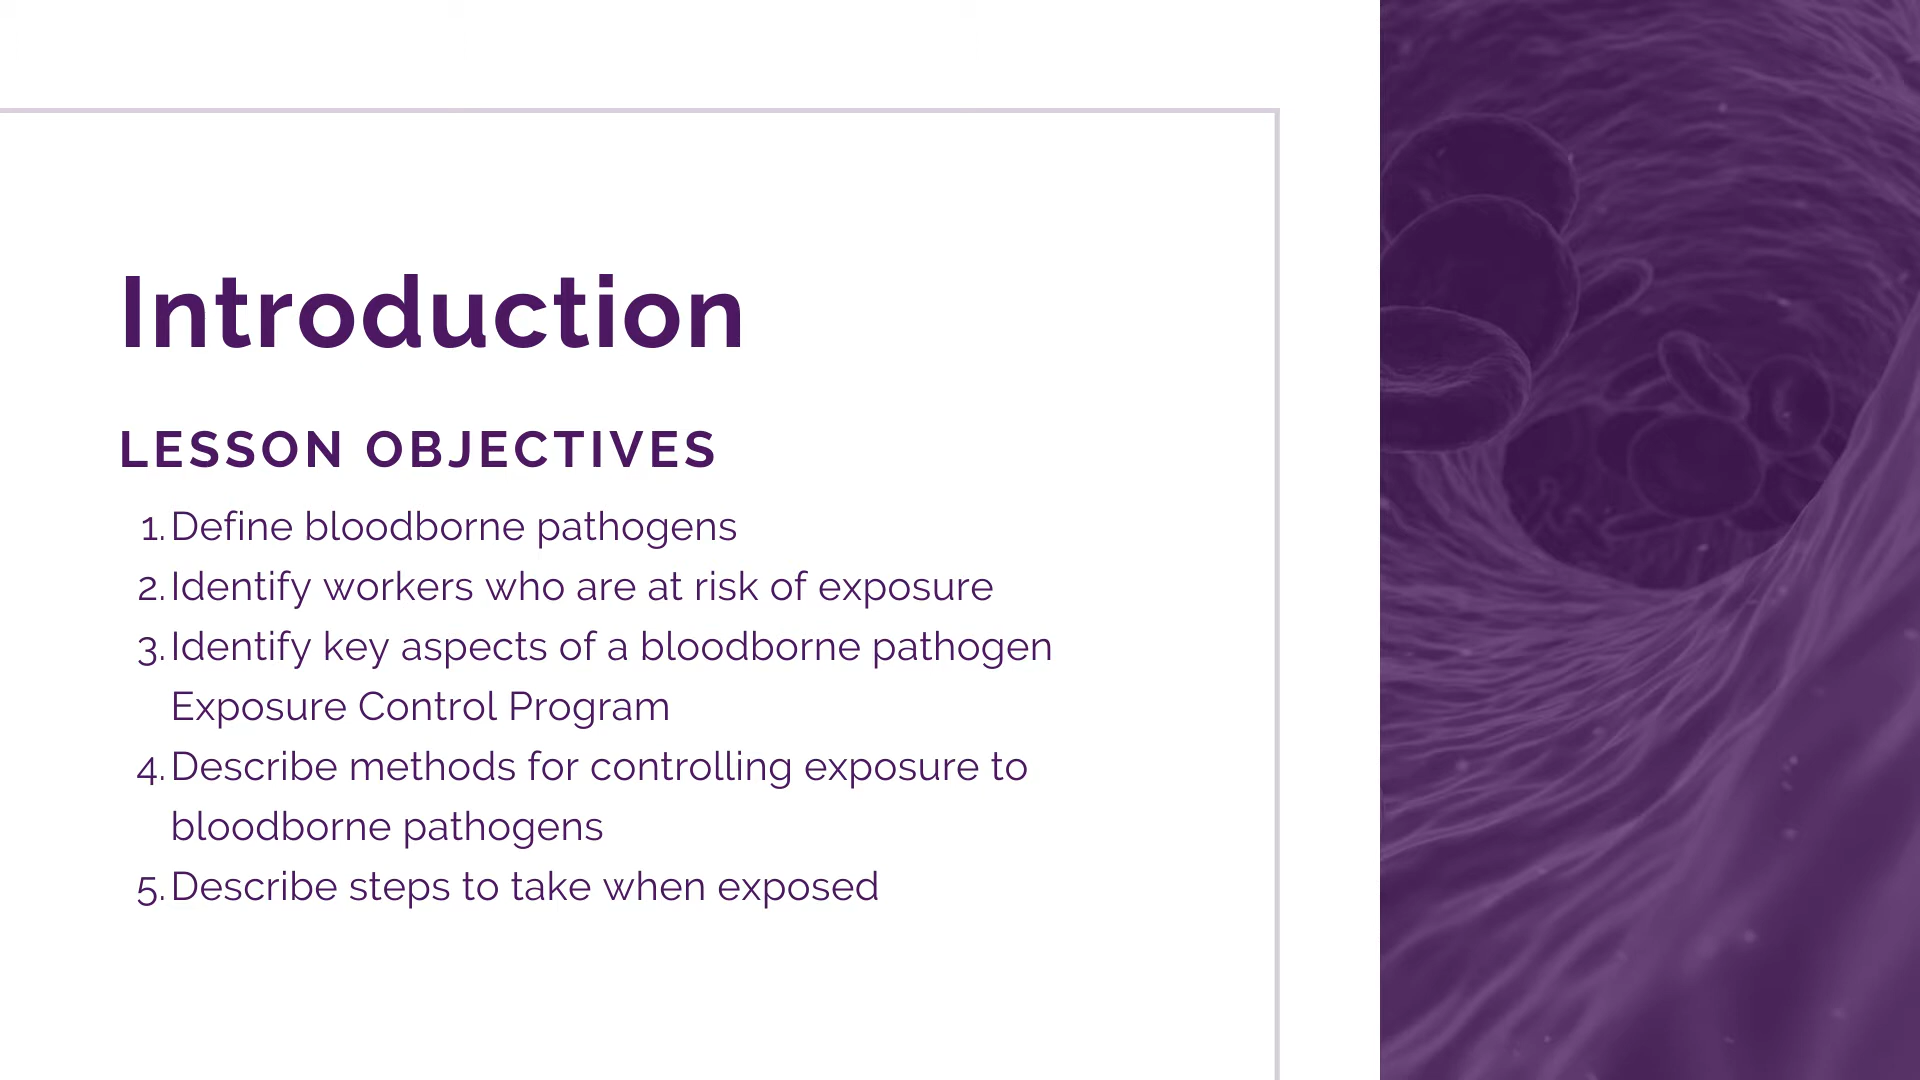 Introduction
LESSON OBJECTIVES
1. Define bloodborne pathogens
2. Identify workers who are at risk of exposure
3. Identify key aspects of a bloodborne pathogen
Exposure Control Program
4. Describe methods for controlling exposure to
bloodborne pathogens
5. Describe steps to take when exposed